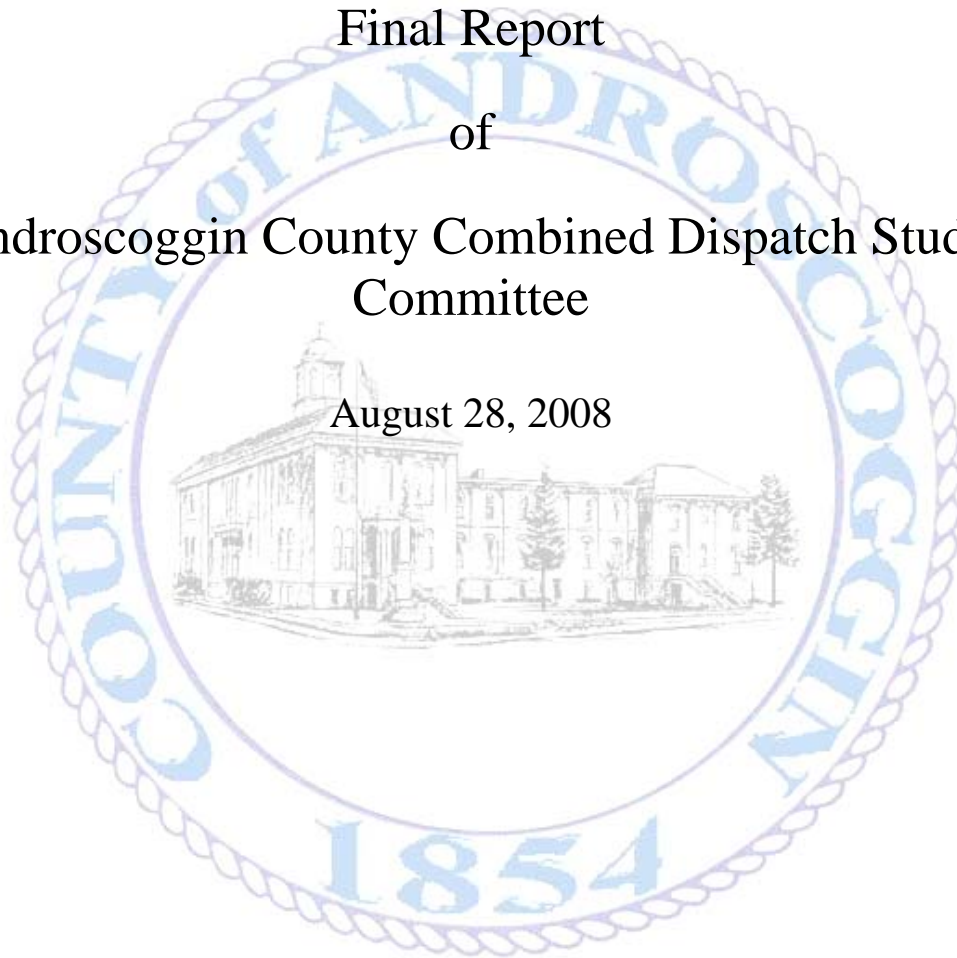 Final Report
of
ndroscoggin County Combined Dispatch Stud
Committee
August 28, 2008
COUNTY of ANDROSCOGGIN
1854